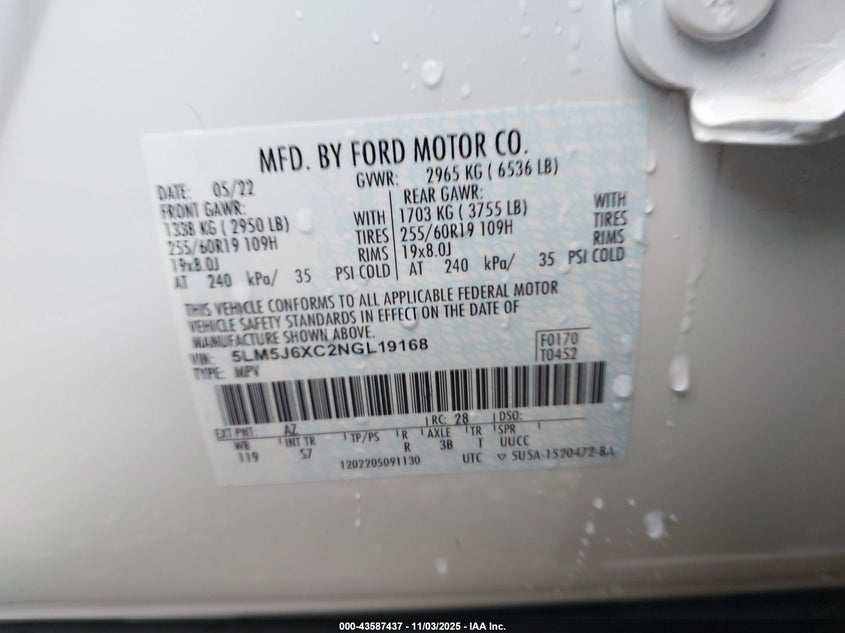 MFD. BY FORD MOTOR CO.
DATE: 05/22 GVWR: 2965 KG ( 6536 LB)
FRONT GAWR: REAR GAWR:
1338 KG ( 2950 LB) WITH 1703 KG ( 3755 LB) WITH
255/60R19 109H TIRES 255/60R19 109H TIRES
19x8.0J RIMS 19x8.0J RIMS
AT 240 kPa/ 35 PSI COLD AT 240 kPa/ 35 PSI COLD
THIS VEHICLE CONFORMS TO ALL APPLICABLE FEDERAL MOTOR
VEHICLE SAFETY STANDARDS IN EFFECT ON THE DATE OF
MANUFACTURE SHOWN ABOVE.
VIN: 5LM5J6XC2NGL19168 F0170
TYPE: MPV T0452
EXT PNT: AZ RC: 28 DSO:
WB INT TR TP/PS R AXLE TR SPR
119 S7 R 3B T UUCC
1202205091130 UTC ▽ SU5A-1520472-BA
000-43587437 - 11/03/2025 - IAA Inc.